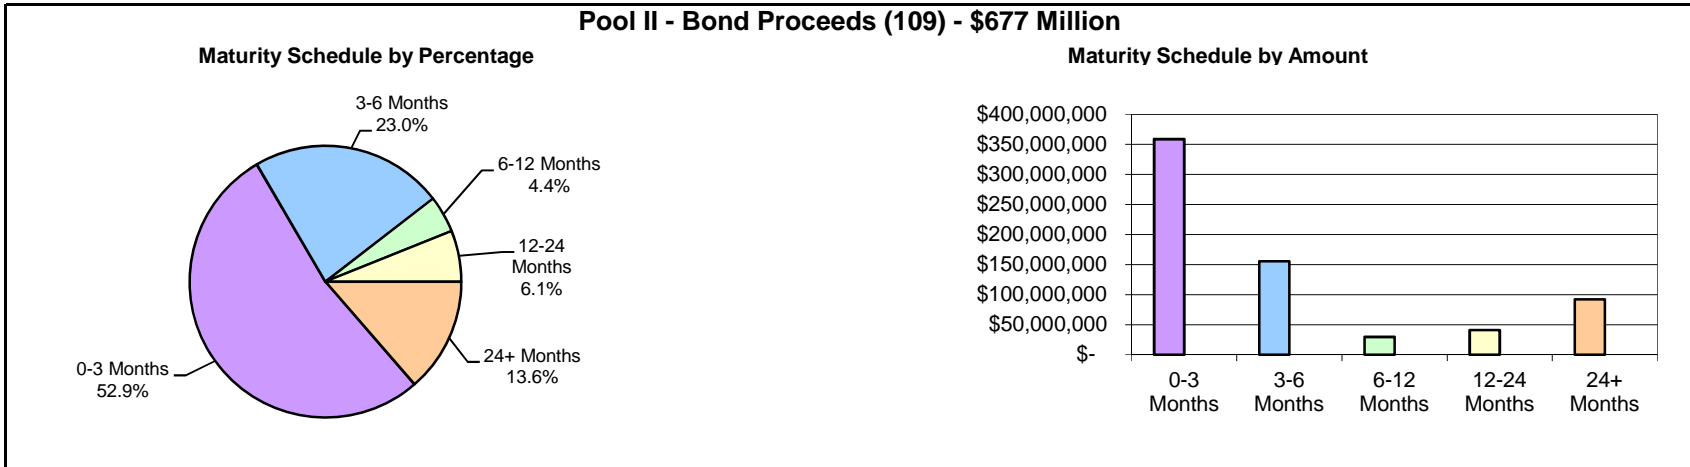 Pool II - Bond Proceeds (109) - $677 Million
Maturity Schedule by Percentage
3-6 Months
23.0%
6-12 Months
4.4%
12-24
Months
6.1%
24+ Months
13.6%
0-3 Months
52.9%
Maturity Schedule by Amount
$400,000,000
$350,000,000
$300,000,000
$250,000,000
$200,000,000
$150,000,000
$100,000,000
$50,000,000
$-
0-3 3-6 6-12 12-24 24+
Months Months Months Months Months